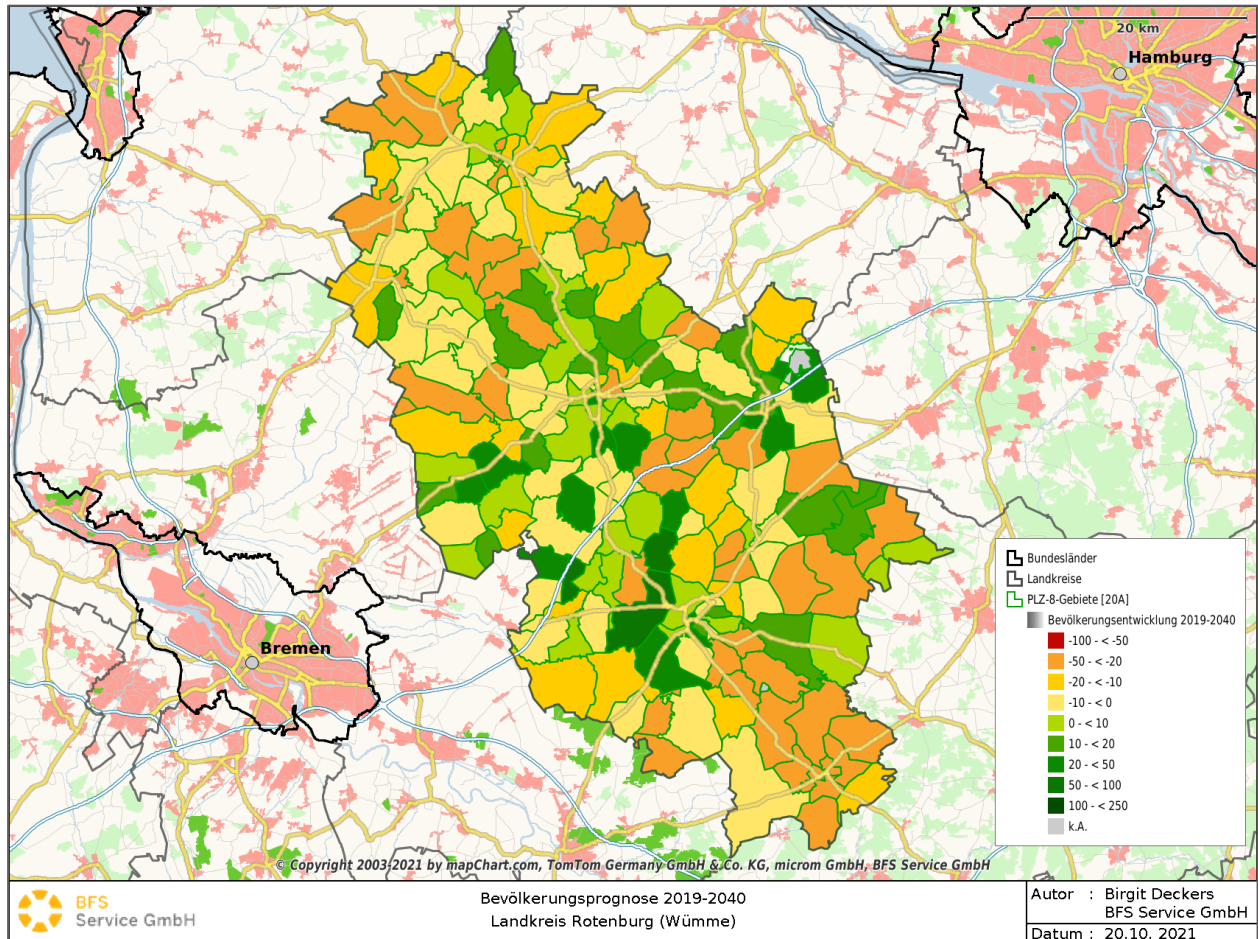 20 km
Hamburg
Bremen
Bundesländer
Landkreise
PLZ-8-Gebiete [20A]
Bevölkerungsentwicklung 2019-2040
-100 - < -50
-50 - < -20
-20 - < -10
-10 - < 0
0 - < 10
10 - < 20
20 - < 50
50 - < 100
100 - < 250
k.A.
© Copyright 2003-2021 by mapChart.com, TomTom Germany GmbH & Co. KG, microm GmbH, BFS Service GmbH
BFS
Service GmbH
Bevölkerungsprognose 2019-2040
Landkreis Rotenburg (Wümme)
Autor : Birgit Deckers
BFS Service GmbH
Datum : 20.10. 2021